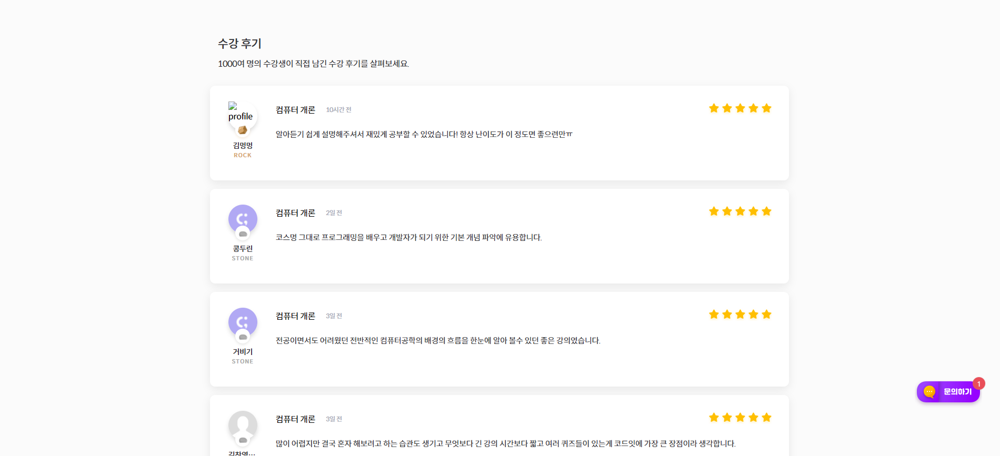 수강 후기
1000여 명의 수강생이 직접 남긴 수강 후기를 살펴보세요.
profile
김멍멍
ROCK
컴퓨터 개론 10시간 전
알아듣기 쉽게 설명해주셔서 재밌게 공부할 수 있었습니다! 항상 난이도가 이 정도면 좋으련만ㅠ
콩두린
STONE
컴퓨터 개론 2일 전
코스명 그대로 프로그래밍을 배우고 개발자가 되기 위한 기본 개념 파악에 유용합니다.
거비기
STONE
컴퓨터 개론 3일 전
전공이면서도 어려웠던 전반적인 컴퓨터공학의 배경의 흐름을 한눈에 알아 볼수 있던 좋은 강의였습니다.
1
문의하기
컴퓨터 개론 3일 전
많이 어렵지만 결국 혼자 해보려고 하는 습관도 생기고 무엇보다 긴 강의 시간보다 짧고 여러 퀴즈들이 있는게 코드잇에 가장 큰 장점이라 생각합니다.